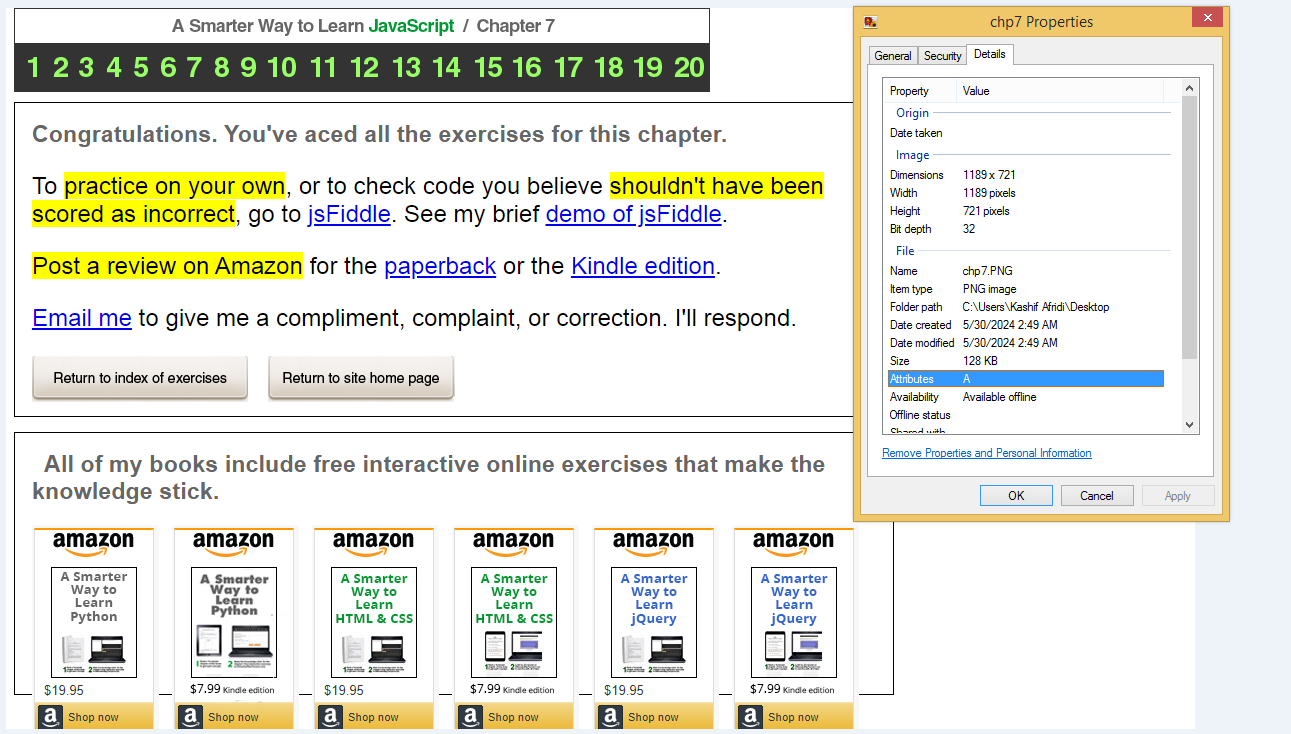 A Smarter Way to Learn JavaScript / Chapter 7
1 2 3 4 5 6 7 8 9 10 11 12 13 14 15 16 17 18 19 20
Congratulations. You've aced all the exercises for this chapter.
To practice on your own, or to check code you believe shouldn't have been
scored as incorrect, go to jsFiddle. See my brief demo of jsFiddle.
Post a review on Amazon for the paperback or the Kindle edition.
Email me to give me a compliment, complaint, or correction. I'll respond.
Return to index of exercises Return to site home page
All of my books include free interactive online exercises that make the
knowledge stick.
amazon
A Smarter
Way to
Learn
Python
$19.95
a Shop now
amazon
A Smarter
Way to
Learn
Python
$7.99 Kindle edition
a Shop now
amazon
A Smarter
Way to
Learn
HTML & CSS
$19.95
a Shop now
amazon
A Smarter
Way to
Learn
HTML & CSS
$7.99 Kindle edition
a Shop now
amazon
A Smarter
Way to
Learn
jQuery
$19.95
a Shop now
amazon
A Smarter
Way to
Learn
jQuery
$7.99 Kindle edition
a Shop now
chp7 Properties
General Security Details
Property Value
Origin
Date taken
Image
Dimensions 1189 x 721
Width 1189 pixels
Height 721 pixels
Bit depth 32
File
Name chp7.PNG
Item type PNG image
Folder path C:\Users\Kashif Afridi\Desktop
Date created 5/30/2024 2:49 AM
Date modified 5/30/2024 2:49 AM
Size 128 KB
Attributes A
Availability Available offline
Offline status
Shared with
Remove Properties and Personal Information
OK Cancel Apply